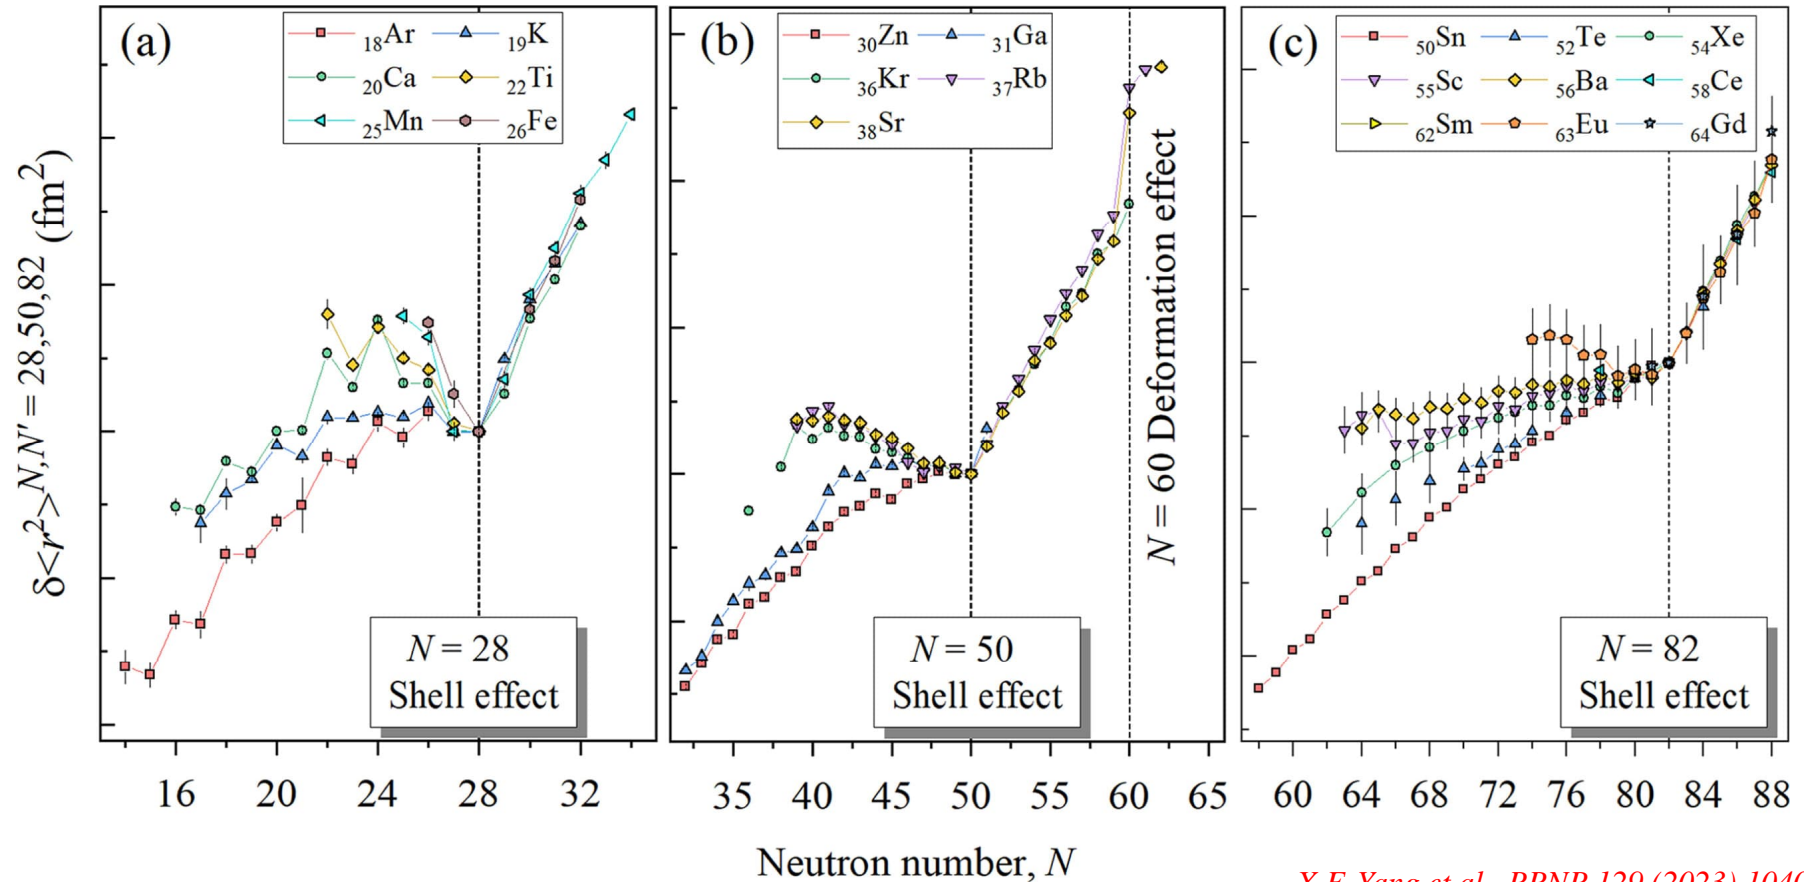 (a)
18Ar 19K
20Ca 22Ti
25Mn 26Fe
(b)
30Zn 31Ga
36Kr 37Rb
38Sr
(c)
50Sn 52Te 54Xe
55Sc 56Ba 58Ce
62Sm 63Eu 64Gd
δ<r²>N,N′ = 28,50,82 (fm²)
N = 60 Deformation effect
N = 28
Shell effect
N = 50
Shell effect
N = 82
Shell effect
16 20 24 28 32
35 40 45 50 55 60 65
60 64 68 72 76 80 84 88
Neutron number, N